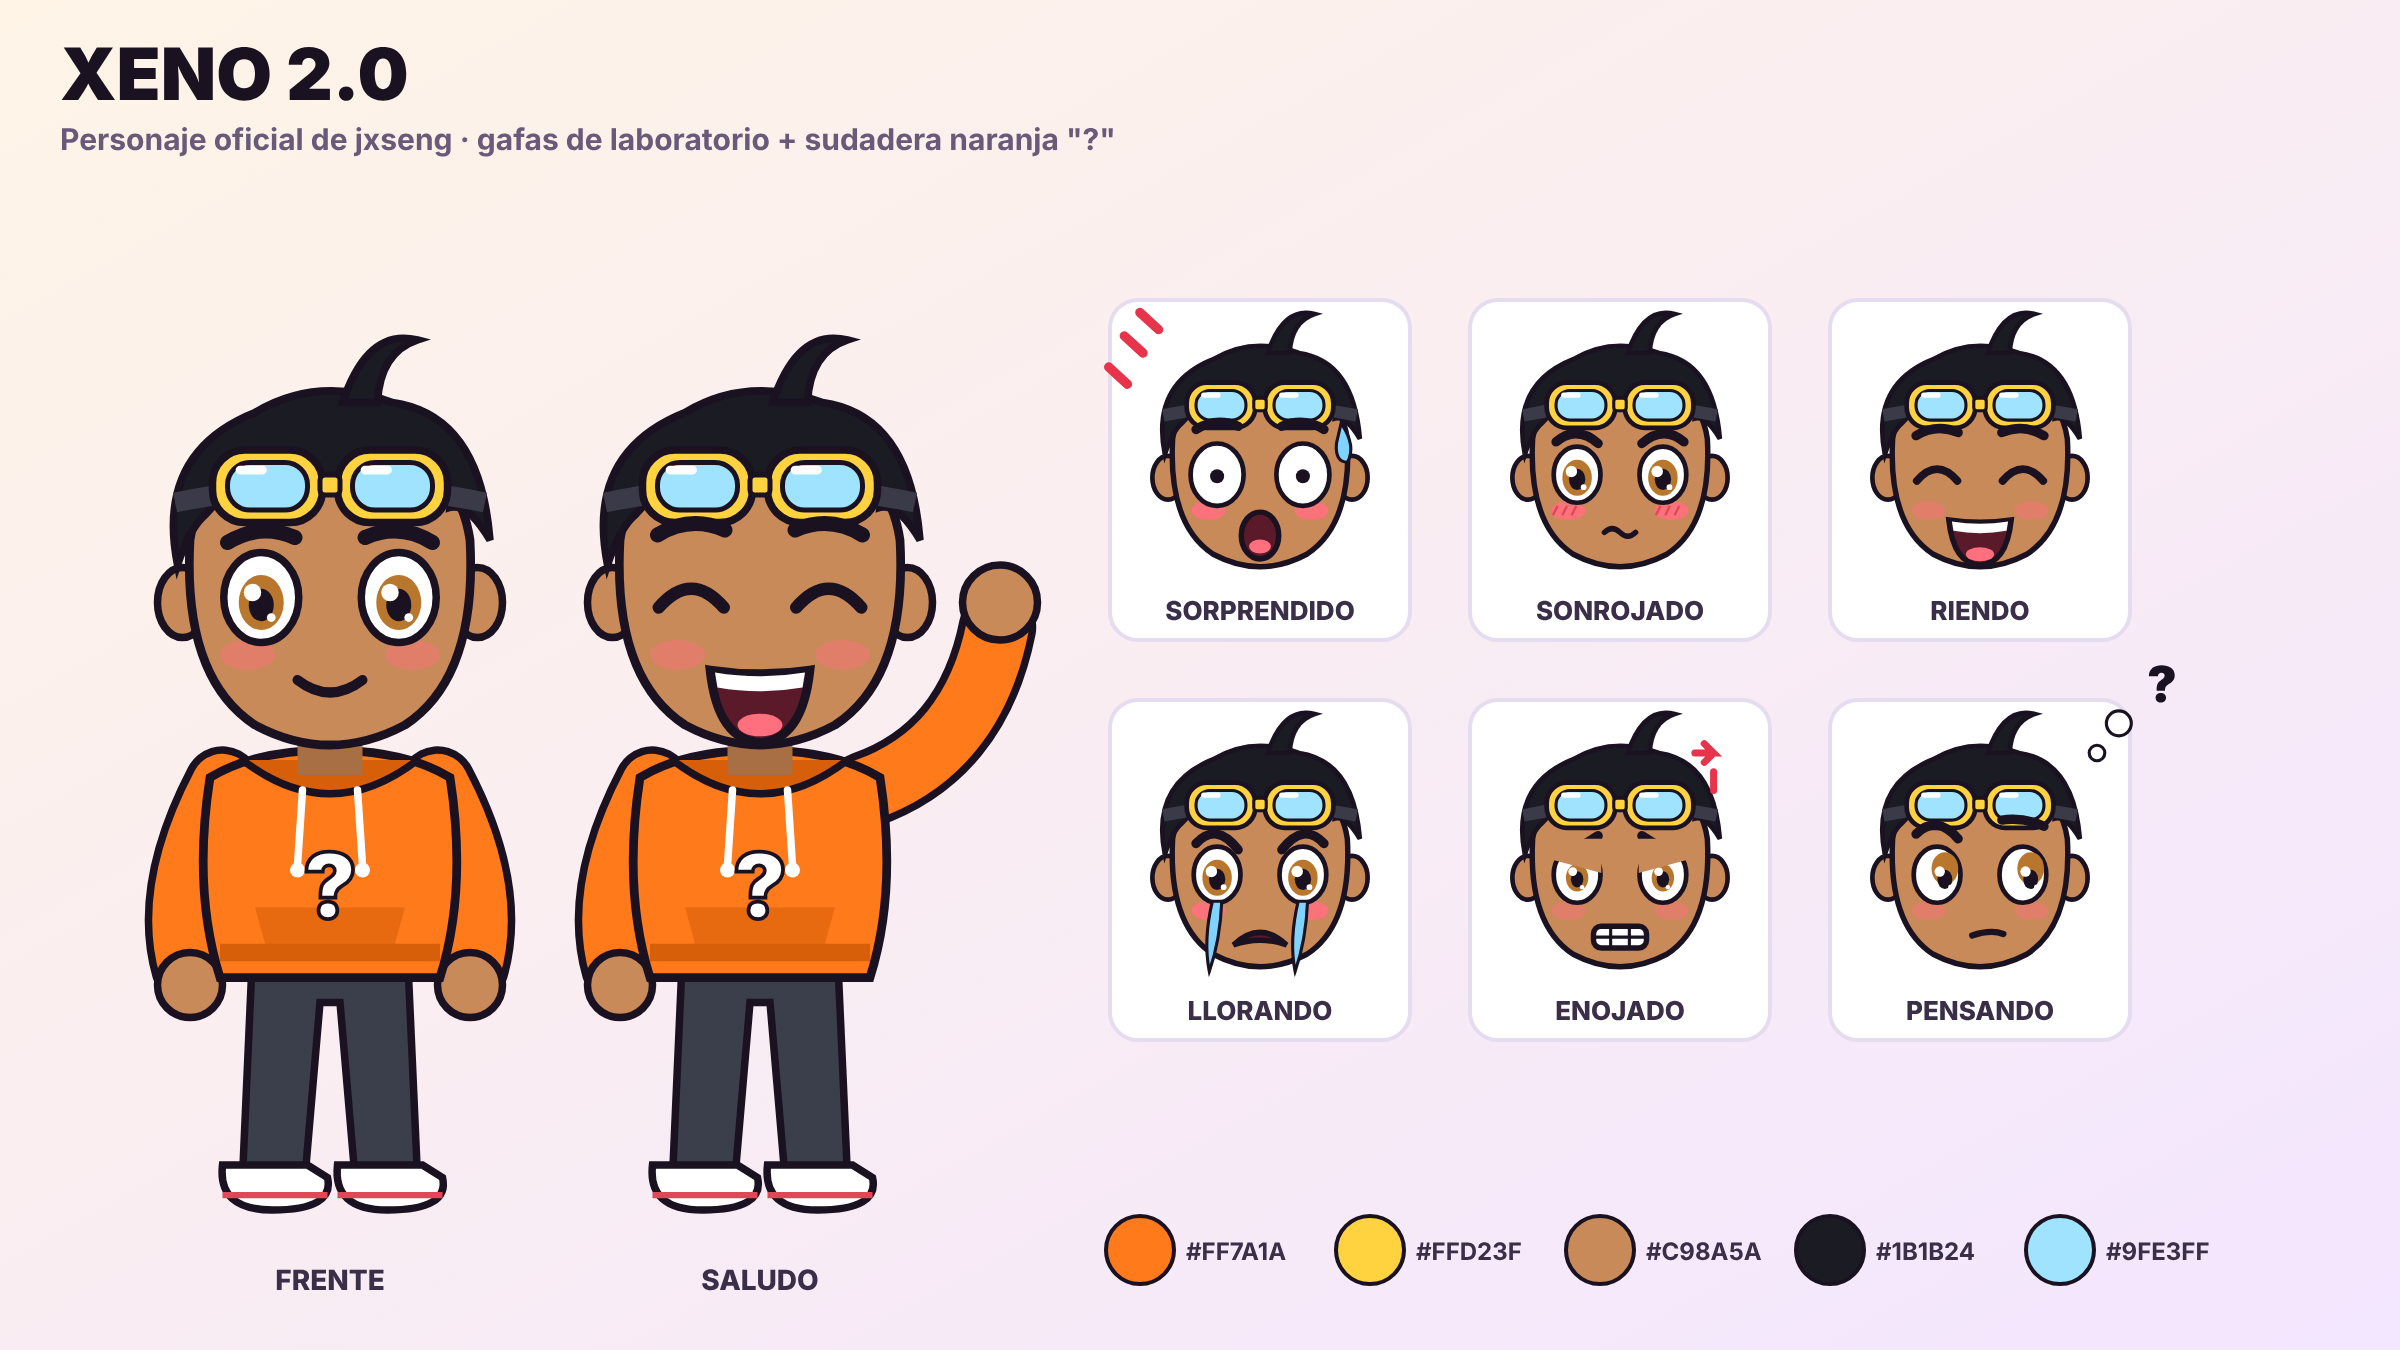 XENO 2.0
Personaje oficial de jxseng · gafas de laboratorio + sudadera naranja "?"
?
?
FRENTE
SALUDO
SORPRENDIDO
SONROJADO
RIENDO
?
LLORANDO
ENOJADO
PENSANDO
#FF7A1A
#FFD23F
#C98A5A
#1B1B24
#9FE3FF